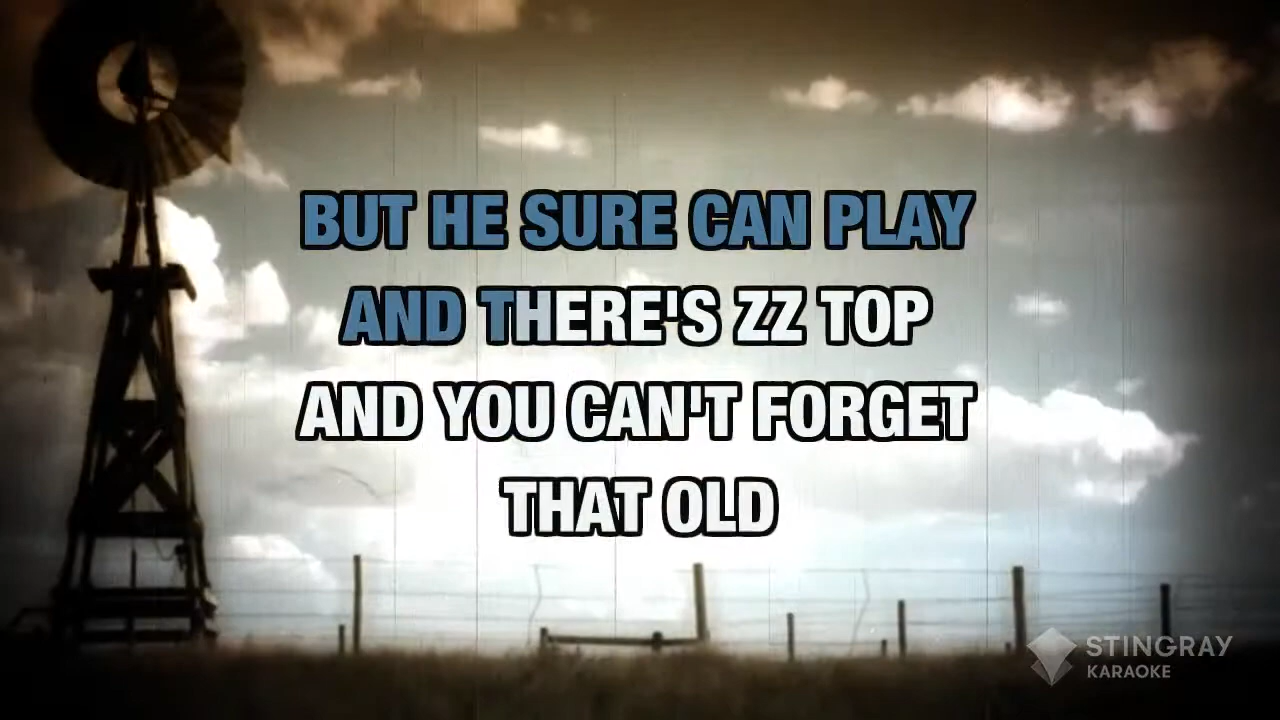 BUT HE SURE CAN PLAY
AND THERE'S ZZ TOP
AND YOU CAN'T FORGET
THAT OLD
STINGRAY
KARAOKE